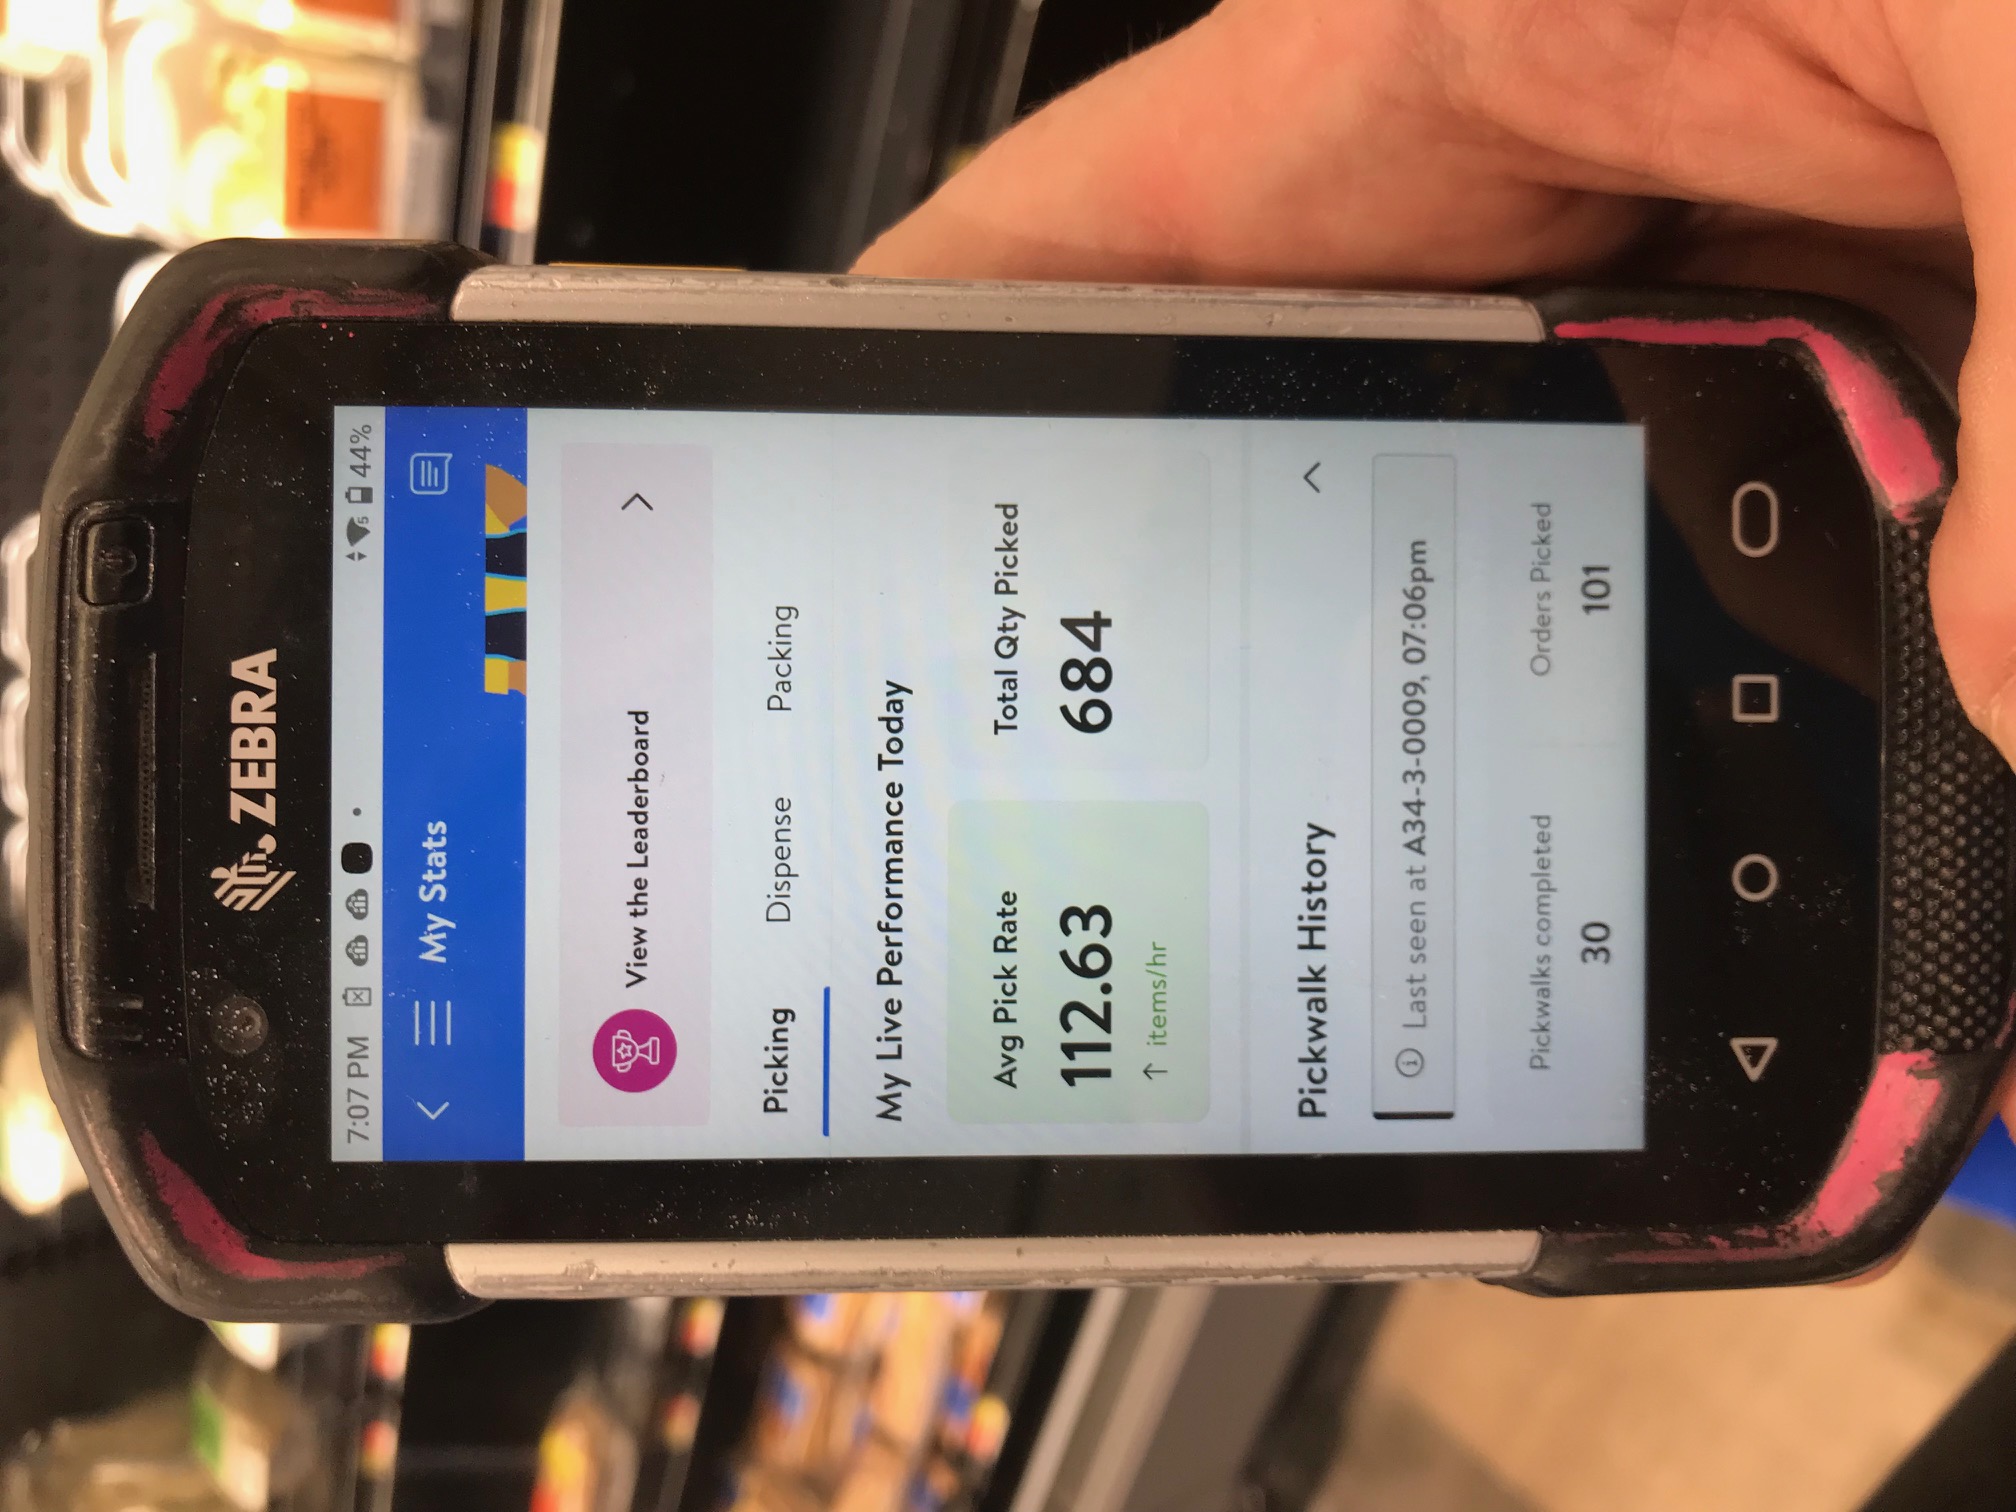 ZEBRA
7:07 PM 5 44%
My Stats
View the Leaderboard
Picking Dispense Packing
My Live Performance Today
Avg Pick Rate Total Qty Picked
112.63 684
↑ items/hr
Pickwalk History
Last seen at A34-3-0009, 07:06pm
Pickwalks completed Orders Picked
30 101